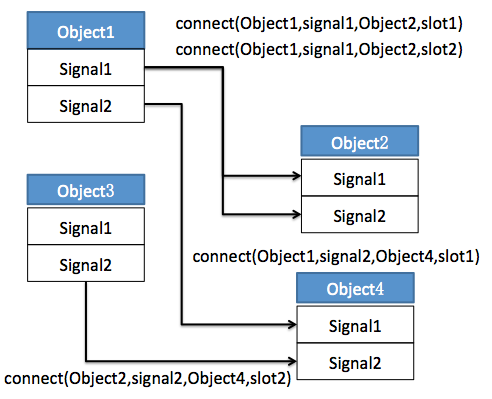 Object1
connect(Object1,signal1,Object2,slot1)
connect(Object1,signal1,Object2,slot2)
Signal1
Signal2
Object2
Signal1
Signal2
Object3
Signal1
Signal2
connect(Object1,signal2,Object4,slot1)
Object4
Signal1
Signal2
connect(Object2,signal2,Object4,slot2)